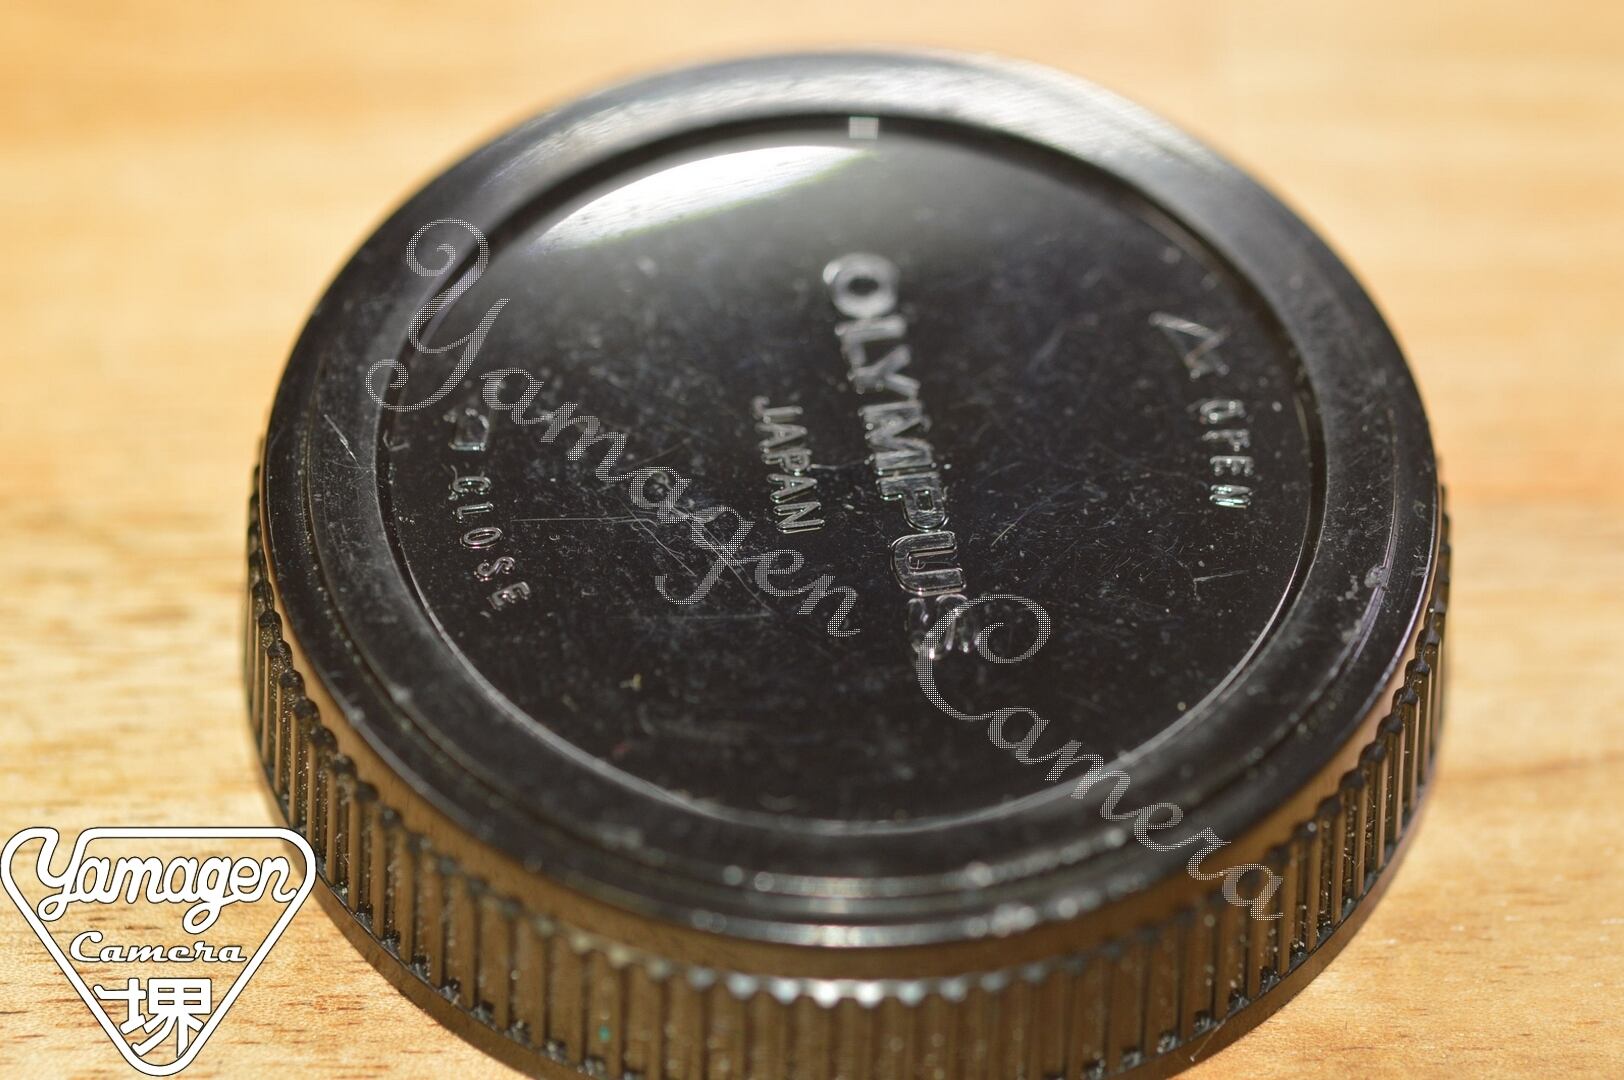 OLYMPUS
JAPAN
OPEN
CLOSE
Yamagen Camera
Yamagen
Camera
堺